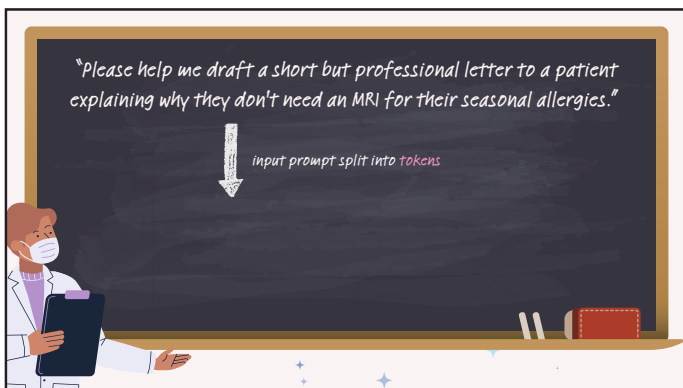 "Please help me draft a short but professional letter to a patient
explaining why they don't need an MRI for their seasonal allergies."
input prompt split into tokens